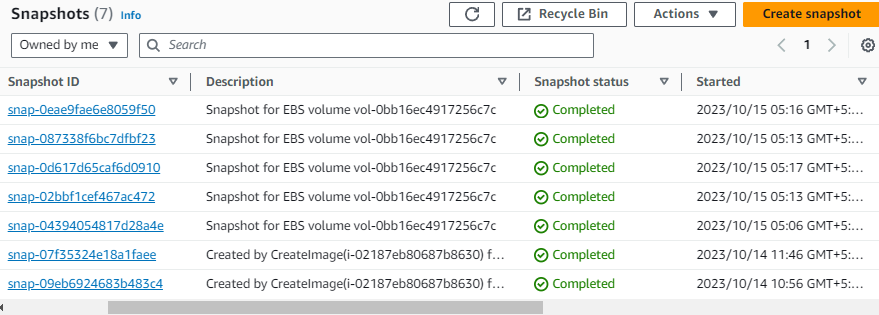 Snapshots (7) Info Recycle Bin Actions Create snapshot
Owned by me Search 1
Snapshot ID Description Snapshot status Started
snap-0eae9fae6e8059f50 Snapshot for EBS volume vol-0bb16ec4917256c7c Completed 2023/10/15 05:16 GMT+5:…
snap-087338f6bc7dfbf23 Snapshot for EBS volume vol-0bb16ec4917256c7c Completed 2023/10/15 05:13 GMT+5:…
snap-0d617d65caf6d0910 Snapshot for EBS volume vol-0bb16ec4917256c7c Completed 2023/10/15 05:17 GMT+5:…
snap-02bbf1cef467ac472 Snapshot for EBS volume vol-0bb16ec4917256c7c Completed 2023/10/15 05:13 GMT+5:…
snap-04394054817d28a4e Snapshot for EBS volume vol-0bb16ec4917256c7c Completed 2023/10/15 05:06 GMT+5:…
snap-07f35324e18a1faee Created by CreateImage(i-02187eb80687b8630) f… Completed 2023/10/14 11:46 GMT+5:…
snap-09eb6924683b483c4 Created by CreateImage(i-02187eb80687b8630) f… Completed 2023/10/14 10:56 GMT+5:…